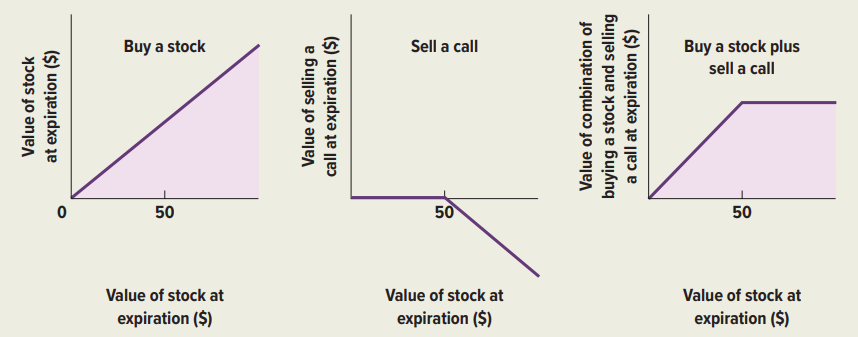 Value of stock
at expiration ($)
Buy a stock
0
50
Value of stock at
expiration ($)
Value of selling a
call at expiration ($)
Sell a call
50
Value of stock at
expiration ($)
Value of combination of
buying a stock and selling
a call at expiration ($)
Buy a stock plus
sell a call
50
Value of stock at
expiration ($)